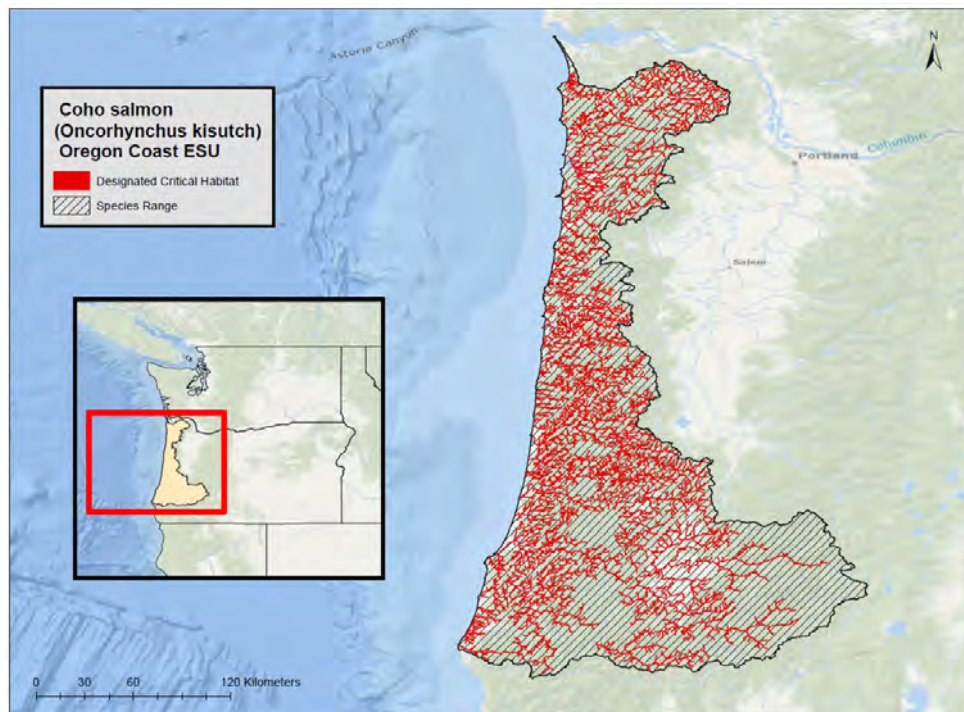 Astoria Canyon
N
Coho salmon
(Oncorhynchus kisutch)
Oregon Coast ESU
Designated Critical Habitat
Species Range
Columbia
Portland
Salem
0 30 60 120 Kilometers